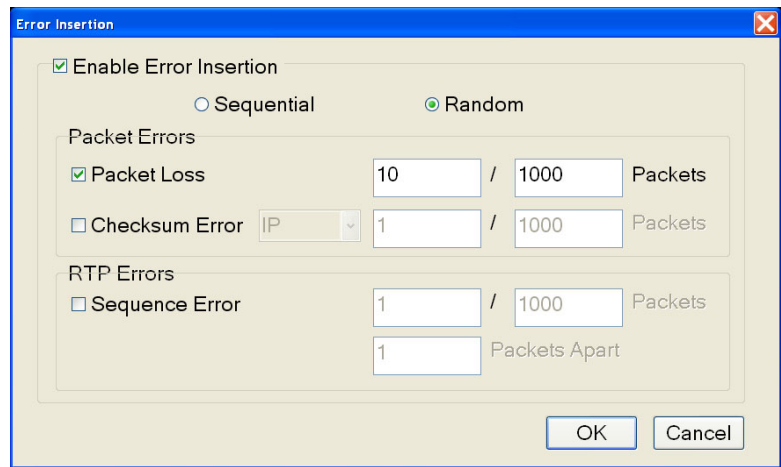 Error Insertion
Enable Error Insertion
Sequential Random
Packet Errors
Packet Loss 10 / 1000 Packets
Checksum Error IP 1 / 1000 Packets
RTP Errors
Sequence Error 1 / 1000 Packets
1 Packets Apart
OK Cancel